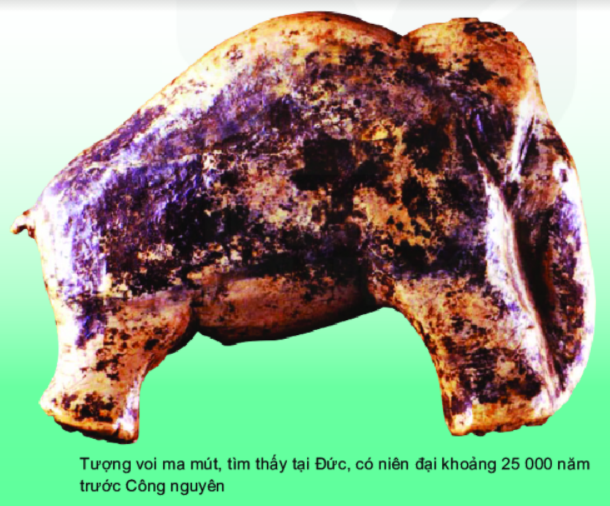 Tượng voi ma mút, tìm thấy tại Đức, có niên đại khoảng 25 000 năm
trước Công nguyên